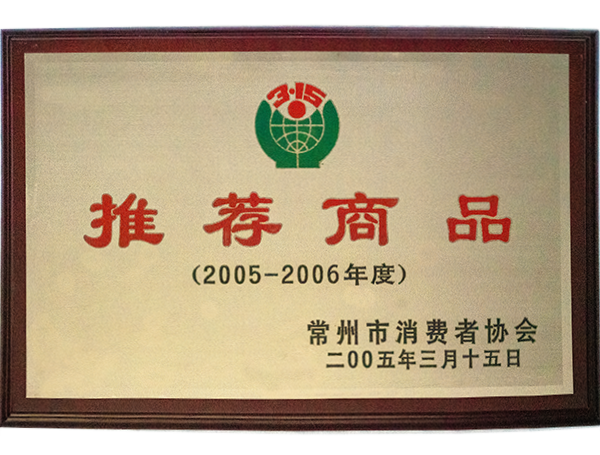 3·15
推荐商品
(2005-2006年度)
常州市消费者协会
二00五年三月十五日